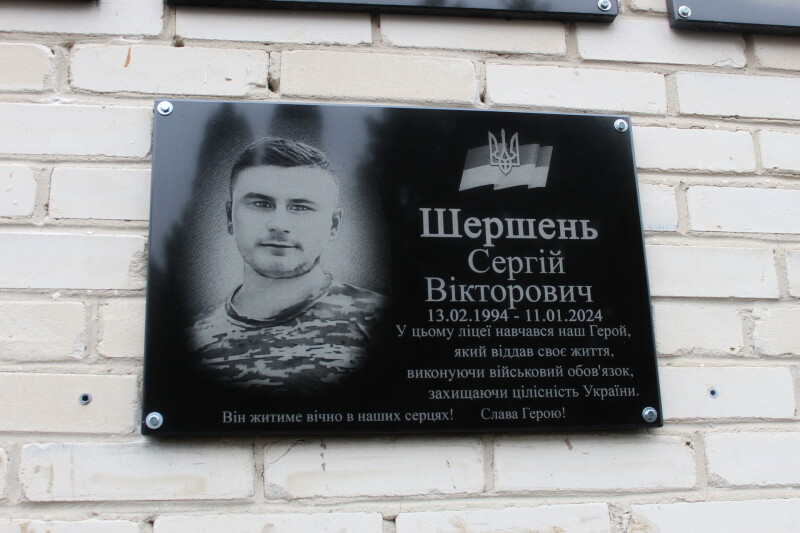 Шершень
Сергій
Вікторович
13.02.1994 - 11.01.2024
У цьому ліцеї навчався наш Герой,
який віддав своє життя,
виконуючи військовий обов'язок,
захищаючи цілісність України.
Він житиме вічно в наших серцях! Слава Герою!